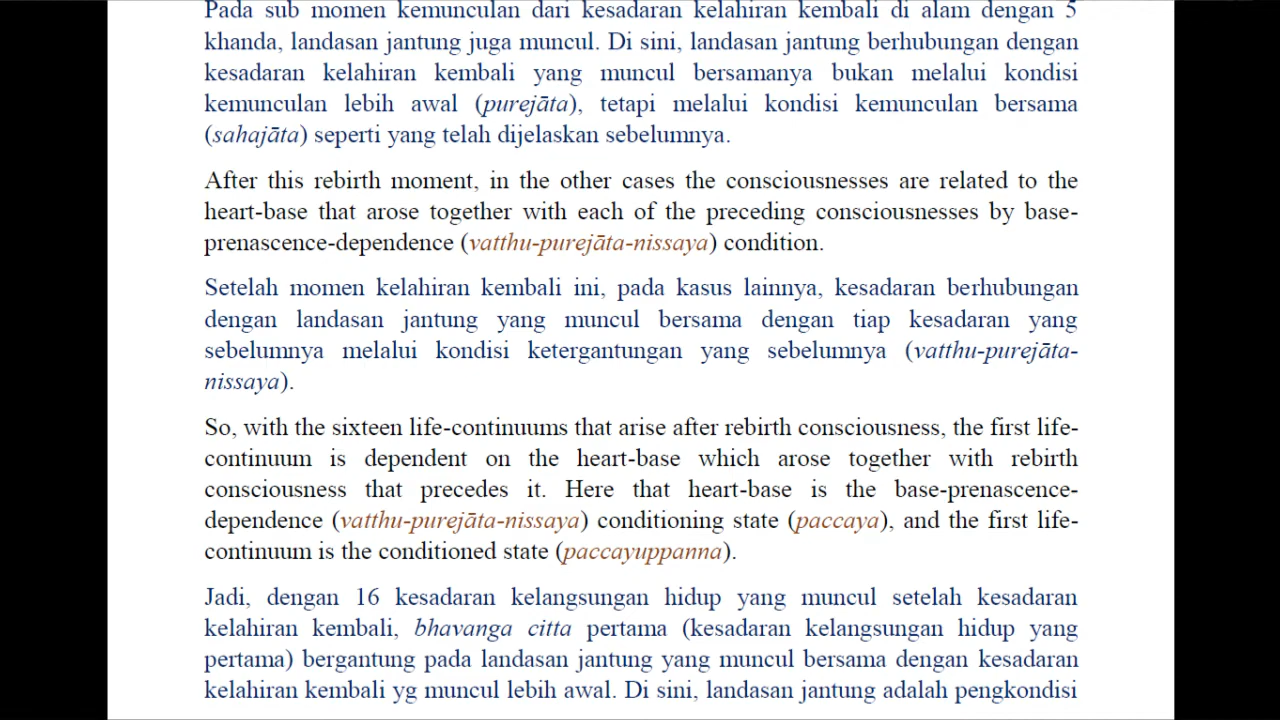 Pada sub momen kemunculan dari kesadaran kelahiran kembali di alam dengan 5
khanda, landasan jantung juga muncul. Di sini, landasan jantung berhubungan dengan
kesadaran kelahiran kembali yang muncul bersamanya bukan melalui kondisi
kemunculan lebih awal (purejāta), tetapi melalui kondisi kemunculan bersama
(sahajāta) seperti yang telah dijelaskan sebelumnya.
After this rebirth moment, in the other cases the consciousnesses are related to the
heart-base that arose together with each of the preceding consciousnesses by base-
prenascence-dependence (vatthu-purejāta-nissaya) condition.
Setelah momen kelahiran kembali ini, pada kasus lainnya, kesadaran berhubungan
dengan landasan jantung yang muncul bersama dengan tiap kesadaran yang
sebelumnya melalui kondisi ketergantungan yang sebelumnya (vatthu-purejāta-
nissaya).
So, with the sixteen life-continuums that arise after rebirth consciousness, the first life-
continuum is dependent on the heart-base which arose together with rebirth
consciousness that precedes it. Here that heart-base is the base-prenascence-
dependence (vatthu-purejāta-nissaya) conditioning state (paccaya), and the first life-
continuum is the conditioned state (paccayuppanna).
Jadi, dengan 16 kesadaran kelangsungan hidup yang muncul setelah kesadaran
kelahiran kembali, bhavanga citta pertama (kesadaran kelangsungan hidup yang
pertama) bergantung pada landasan jantung yang muncul bersama dengan kesadaran
kelahiran kembali yg muncul lebih awal. Di sini, landasan jantung adalah pengkondisi